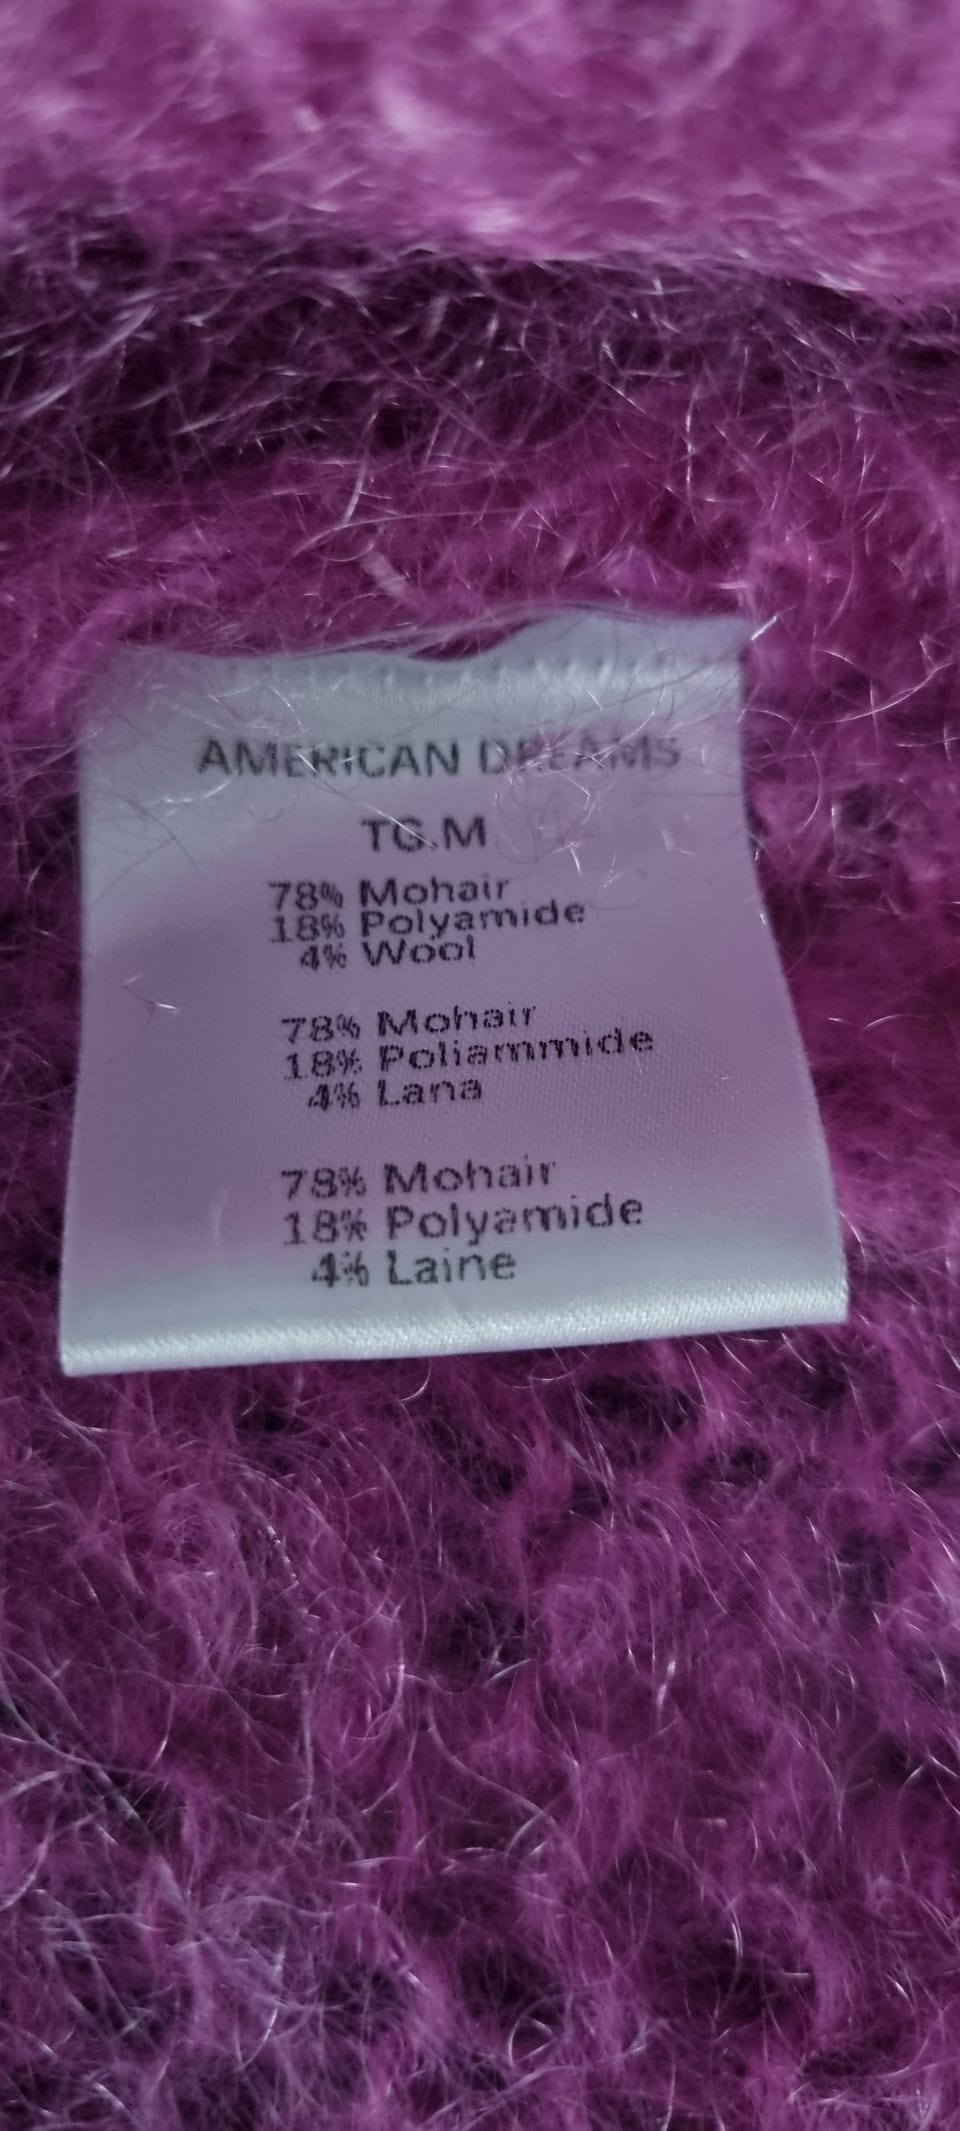 AMERICAN DREAMS
TG.M
78% Mohair
18% Polyamide
4% Wool
78% Mohair
18% Poliammide
4% Lana
78% Mohair
18% Polyamide
4% Laine